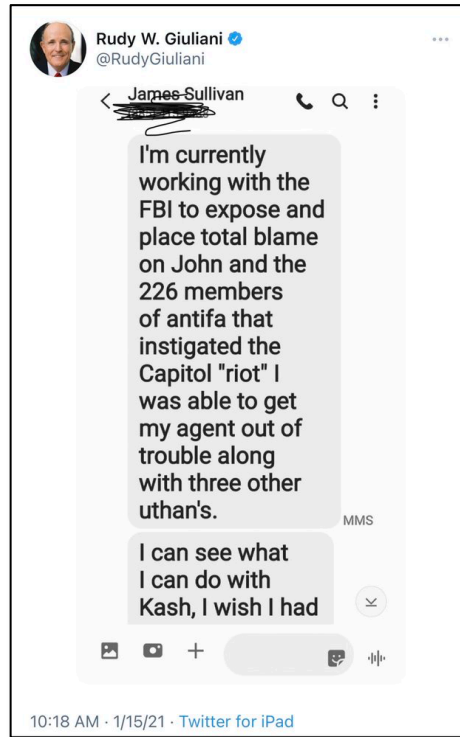 Rudy W. Giuliani
@RudyGiuliani
James Sullivan
I'm currently
working with the
FBI to expose and
place total blame
on John and the
226 members
of antifa that
instigated the
Capitol "riot" I
was able to get
my agent out of
trouble along
with three other
uthan's.
MMS
I can see what
I can do with
Kash, I wish I had
10:18 AM · 1/15/21 · Twitter for iPad